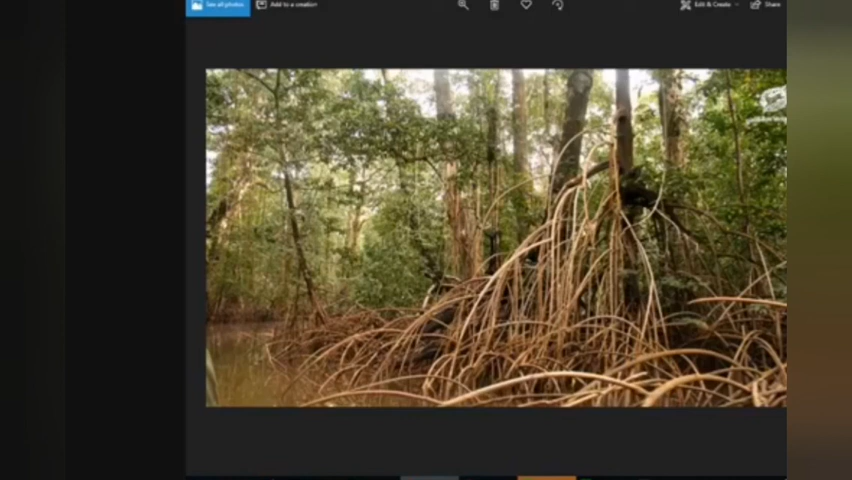 See all photos
Add to a creation
Edit & Create
Share